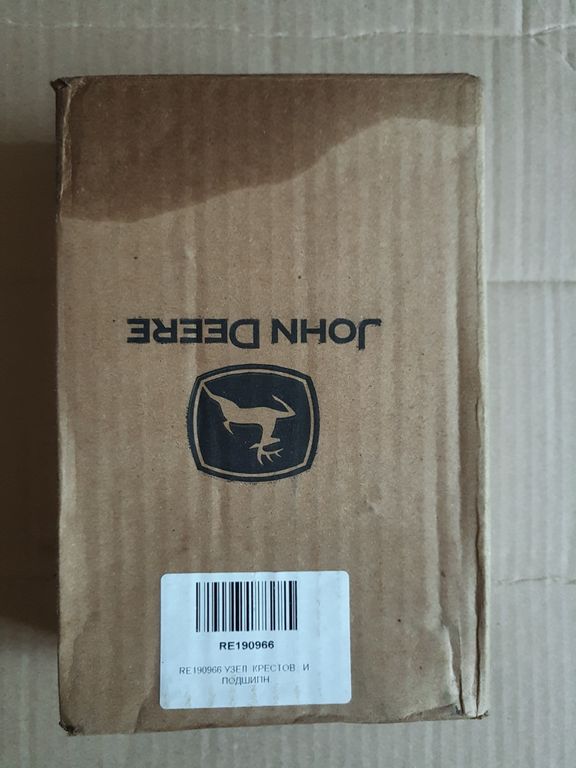 JOHN DEERE
RE190966
RE190966 УЗЕЛ КРЕСТОВ. И
ПОДШИПН